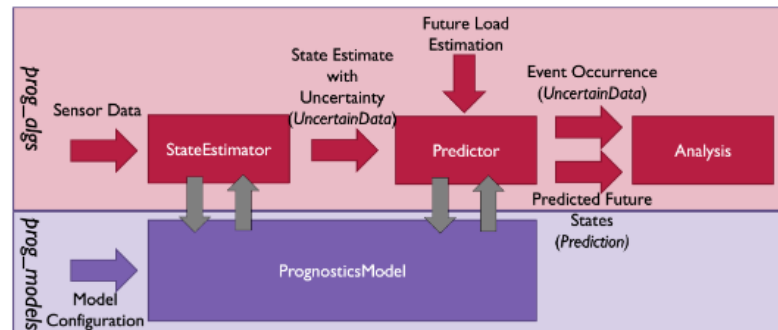 Future Load
Estimation
State Estimate
with
Uncertainty
(UncertainData)
Event Occurrence
(UncertainData)
prog_algs
Sensor Data
StateEstimator
Predictor
Analysis
Predicted Future
States
(Prediction)
prog_models
PrognosticsModel
Model
Configuration